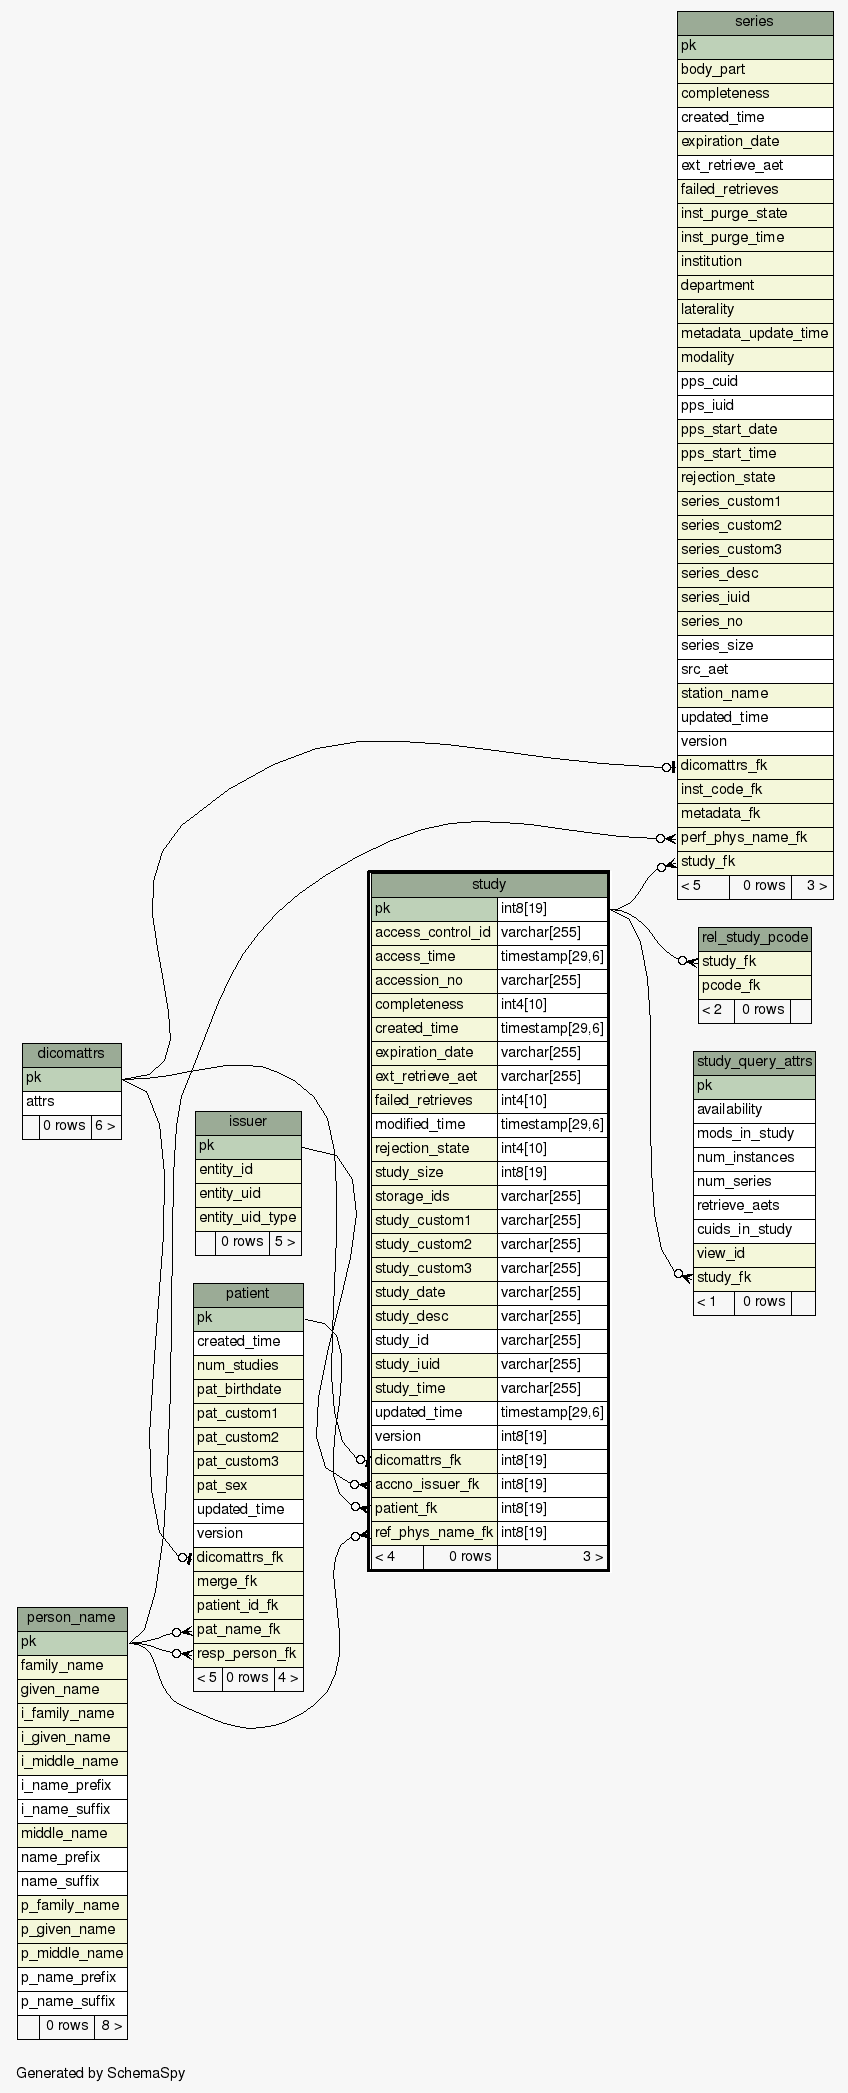 series
pk
body_part
completeness
created_time
expiration_date
ext_retrieve_aet
failed_retrieves
inst_purge_state
inst_purge_time
institution
department
laterality
metadata_update_time
modality
pps_cuid
pps_iuid
pps_start_date
pps_start_time
rejection_state
series_custom1
series_custom2
series_custom3
series_desc
series_iuid
series_no
series_size
src_aet
station_name
updated_time
version
dicomattrs_fk
inst_code_fk
metadata_fk
perf_phys_name_fk
study_fk
< 5 0 rows 3 >
study
pk int8[19]
access_control_id varchar[255]
access_time timestamp[29,6]
accession_no varchar[255]
completeness int4[10]
created_time timestamp[29,6]
expiration_date varchar[255]
ext_retrieve_aet varchar[255]
failed_retrieves int4[10]
modified_time timestamp[29,6]
rejection_state int4[10]
study_size int8[19]
storage_ids varchar[255]
study_custom1 varchar[255]
study_custom2 varchar[255]
study_custom3 varchar[255]
study_date varchar[255]
study_desc varchar[255]
study_id varchar[255]
study_iuid varchar[255]
study_time varchar[255]
updated_time timestamp[29,6]
version int8[19]
dicomattrs_fk int8[19]
accno_issuer_fk int8[19]
patient_fk int8[19]
ref_phys_name_fk int8[19]
< 4 0 rows 3 >
rel_study_pcode
study_fk
pcode_fk
< 2 0 rows
study_query_attrs
pk
availability
mods_in_study
num_instances
num_series
retrieve_aets
cuids_in_study
view_id
study_fk
< 1 0 rows
dicomattrs
pk
attrs
0 rows 6 >
issuer
pk
entity_id
entity_uid
entity_uid_type
0 rows 5 >
patient
pk
created_time
num_studies
pat_birthdate
pat_custom1
pat_custom2
pat_custom3
pat_sex
updated_time
version
dicomattrs_fk
merge_fk
patient_id_fk
pat_name_fk
resp_person_fk
< 5 0 rows 4 >
person_name
pk
family_name
given_name
i_family_name
i_given_name
i_middle_name
i_name_prefix
i_name_suffix
middle_name
name_prefix
name_suffix
p_family_name
p_given_name
p_middle_name
p_name_prefix
p_name_suffix
0 rows 8 >
Generated by SchemaSpy